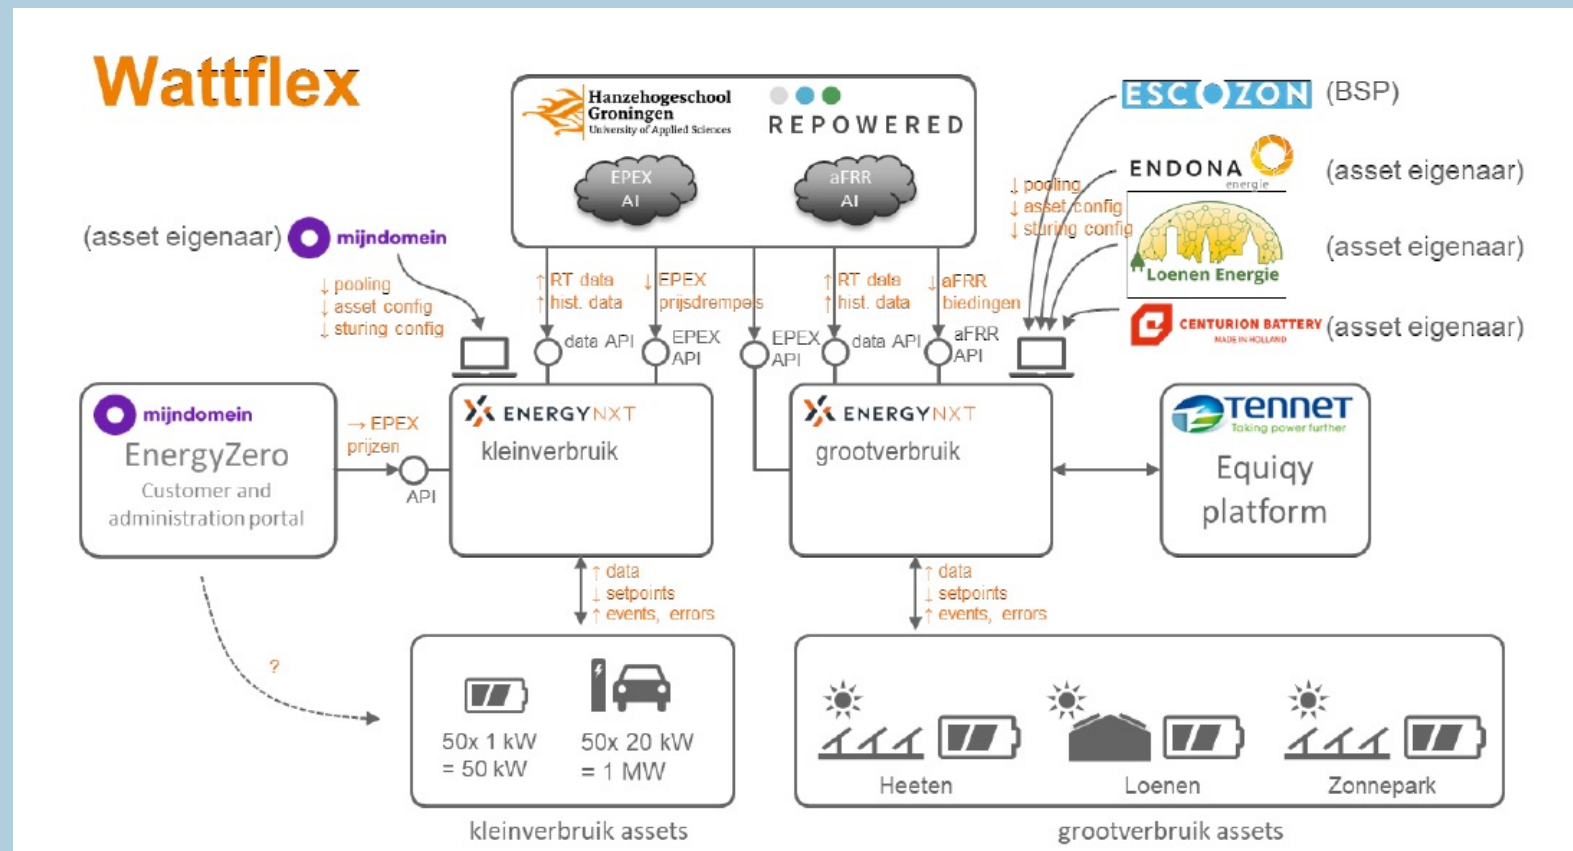 Wattflex
Hanzehogeschool
Groningen
University of Applied Sciences
REPOWERED
EPEX
AI
aFRR
AI
ESCOZON (BSP)
ENDONA
energie
(asset eigenaar)
Loenen Energie
(asset eigenaar)
CENTURION BATTERY
MADE IN HOLLAND
(asset eigenaar)
↓ pooling
↓ asset config
↓ sturing config
(asset eigenaar) mijndomein
↓ pooling
↓ asset config
↓ sturing config
↑ RT data
↑ hist. data
↓ EPEX
prijsdrempels
↑ RT data
↑ hist. data
↓ aFRR
biedingen
data API
EPEX
API
EPEX
API
data API
aFRR
API
mijndomein
EnergyZero
Customer and
administration portal
→ EPEX
prijzen
API
ENERGYNXT
kleinverbruik
ENERGYNXT
grootverbruik
TENNET
Taking power further
Equiqy
platform
↑ data
↓ setpoints
↑ events, errors
↑ data
↓ setpoints
↑ events, errors
?
50x 1 kW
= 50 kW
50x 20 kW
= 1 MW
Heeten
Loenen
Zonnepark
kleinverbruik assets
grootverbruik assets